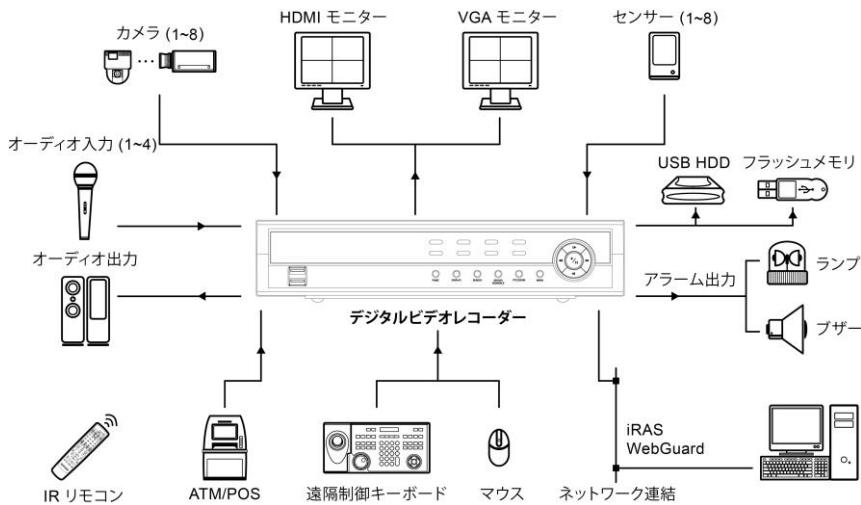 HDMI モニター
VGA モニター
センサー (1~8)
カメラ (1~8)
オーディオ入力 (1~4)
USB HDD
フラッシュメモリ
オーディオ出力
ランプ
アラーム出力
デジタルビデオレコーダー
ブザー
iRAS
WebGuard
IR リモコン
ATM/POS
遠隔制御キーボード
マウス
ネットワーク連結